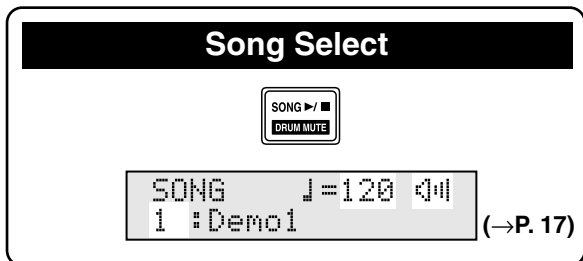 Song Select
SONG ►/ ■
DRUM MUTE
SONG ♩=120
1 :Demo1
(→P. 17)